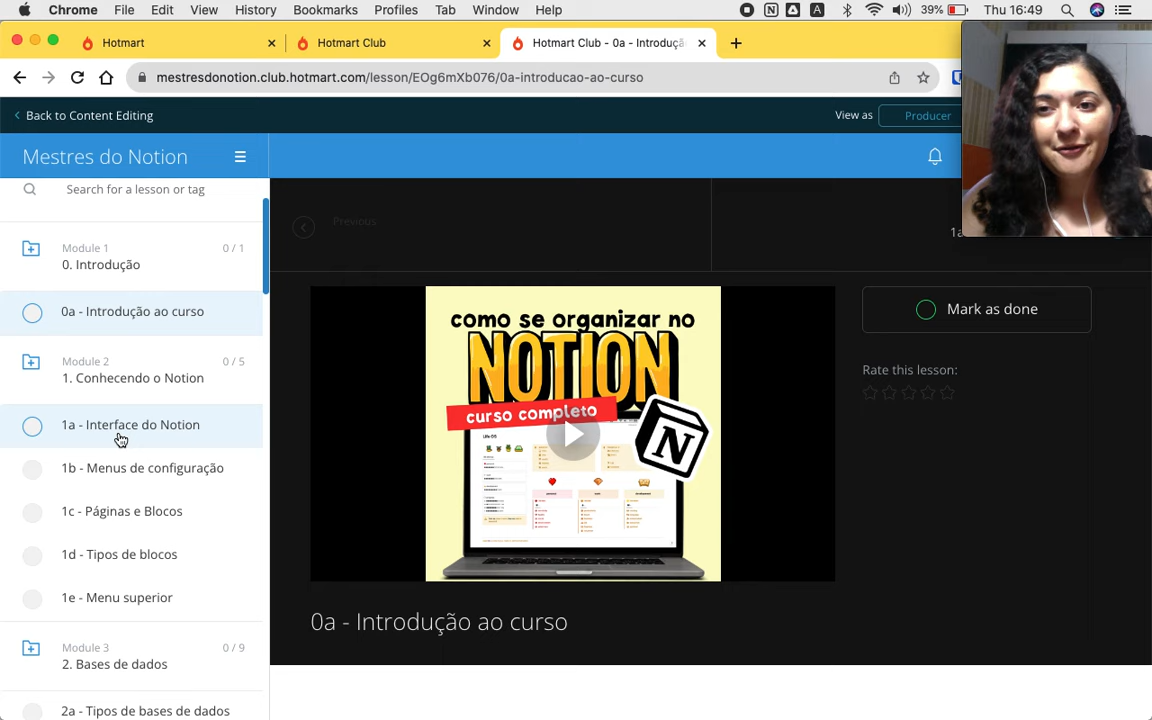 Chrome File Edit View History Bookmarks Profiles Tab Window Help
39% Thu 16:49
Hotmart
Hotmart Club
Hotmart Club - 0a - Introduçã
mestresdonotion.club.hotmart.com/lesson/EOg6mXb076/0a-introducao-ao-curso
Back to Content Editing
View as
Producer
Mestres do Notion
Search for a lesson or tag
Previous
1a
Module 1
0 / 1
0. Introdução
0a - Introdução ao curso
Module 2
0 / 5
1. Conhecendo o Notion
1a - Interface do Notion
1b - Menus de configuração
1c - Páginas e Blocos
1d - Tipos de blocos
1e - Menu superior
Module 3
0 / 9
2. Bases de dados
2a - Tipos de bases de dados
como se organizar no
NOTION
curso completo
N
Mark as done
Rate this lesson:
0a - Introdução ao curso